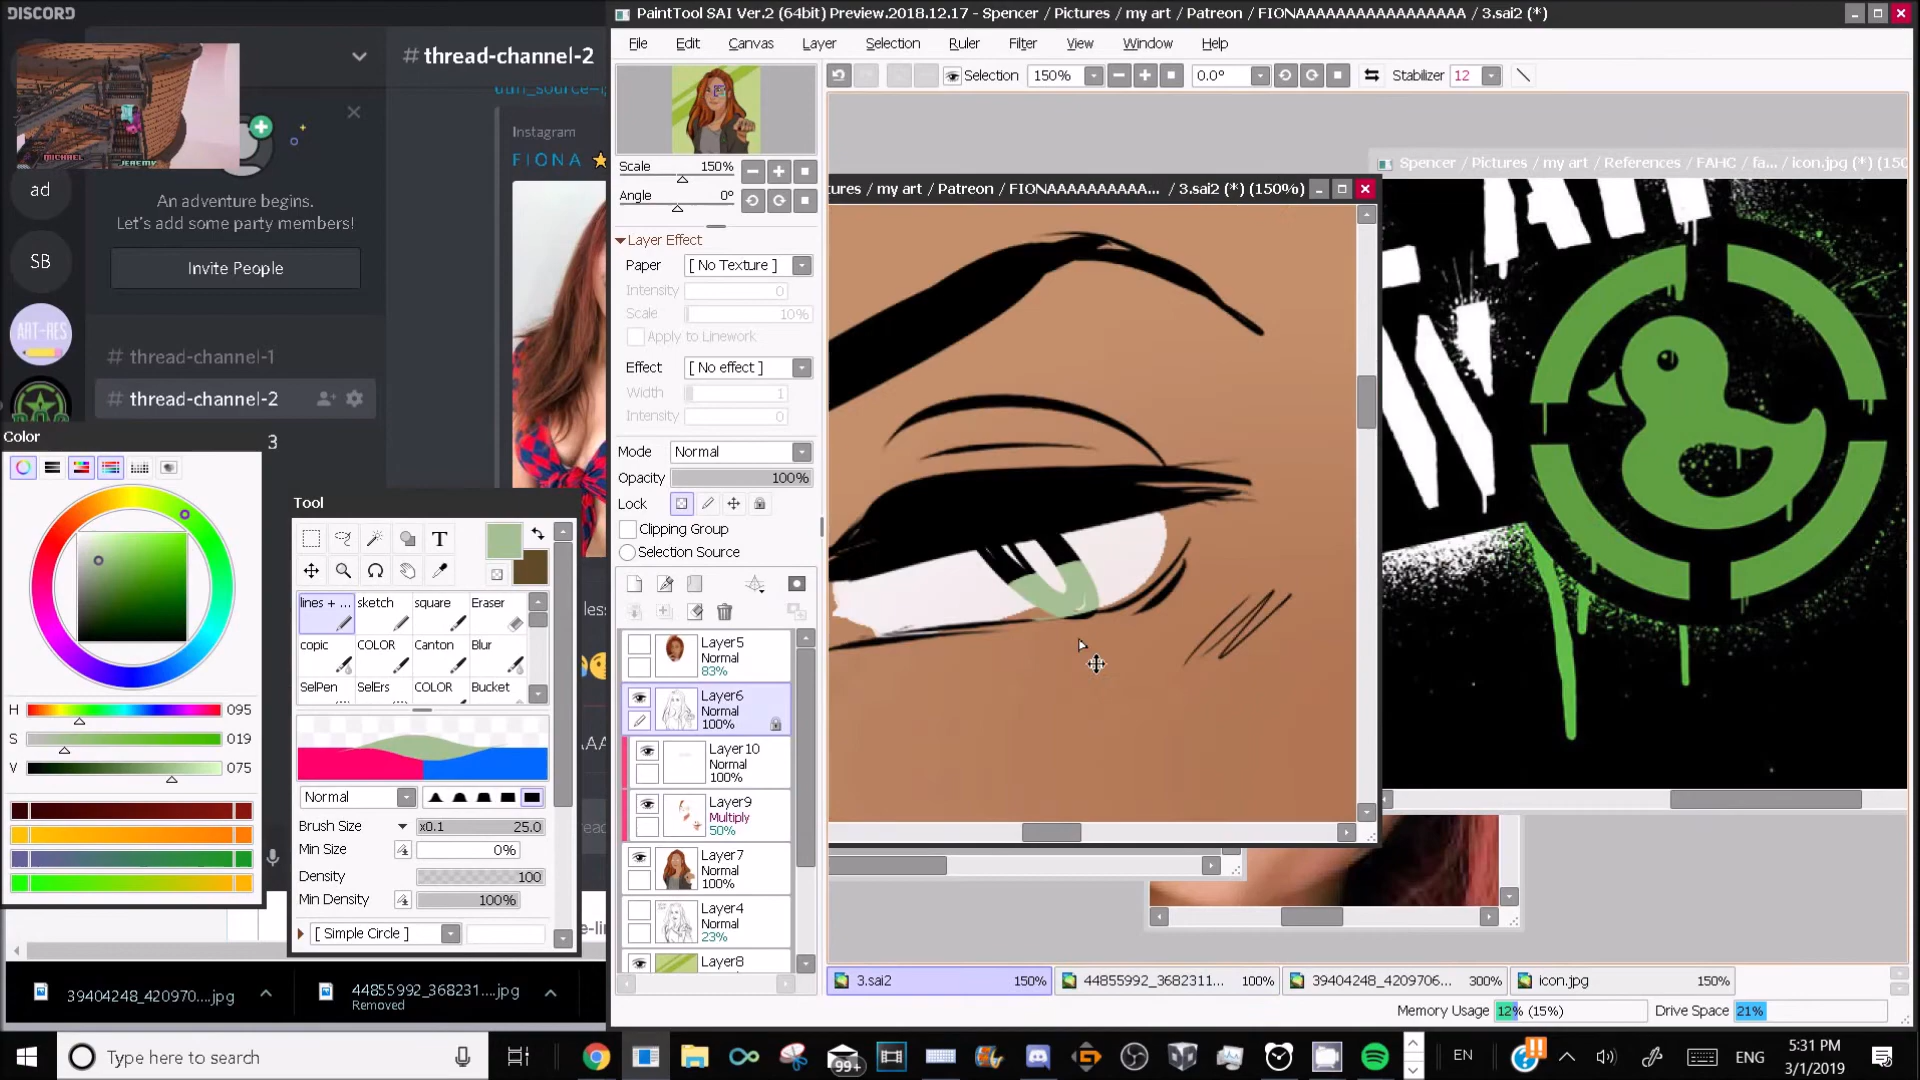 DISCORD
PaintTool SAI Ver.2 (64bit) Preview.2018.12.17 - Spencer / Pictures / my art / Patreon / FIONAAAAAAAAAAAAAAAAA / 3.sai2 (*)
File Edit Canvas Layer Selection Ruler Filter View Window Help
# thread-channel-2
Selection 150% 0.0° Stabilizer 12
Instagram
FIONA
MICHAEL
JEREMY
ad
An adventure begins.
Let's add some party members!
Invite People
SB
ART-RES
# thread-channel-1
# thread-channel-2
3
Scale 150%
Angle 0°
Layer Effect
Paper [ No Texture ]
Intensity 0
Scale 10%
Apply to Linework
Effect [ No effect ]
Width 1
Intensity 0
Mode Normal
Opacity 100%
Lock
Clipping Group
Selection Source
Layer5
Normal
83%
Layer6
Normal
100%
Layer10
Normal
100%
Layer9
Multiply
50%
Layer7
Normal
100%
Layer4
Normal
23%
Layer8
tures / my art / Patreon / FIONAAAAAAAAAA... / 3.sai2 (*) (150%)
Spencer / Pictures / my art / References / FAHC / fa... / icon.jpg (*) (150
Color
H 095
S 019
V 075
Tool
T
lines + ... sketch square Eraser
copic COLOR Canton Blur
SelPen SelErs COLOR Bucket
Normal
Brush Size x0.1 25.0
Min Size 0%
Density 100
Min Density 100%
[ Simple Circle ]
less
e-lin
39404248_420970....jpg
44855992_368231....jpg
Removed
3.sai2 150%
44855992_3682311... 100%
39404248_4209706... 300%
icon.jpg 150%
Memory Usage 12% (15%) Drive Space 21%
Type here to search
99+
EN
ENG
5:31 PM
3/1/2019